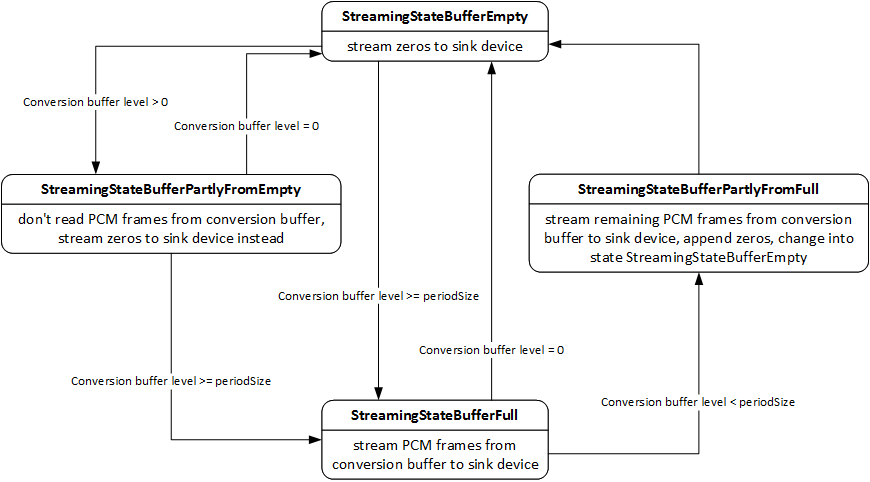 StreamingStateBufferEmpty
stream zeros to sink device
Conversion buffer level > 0
Conversion buffer level = 0
StreamingStateBufferPartlyFromEmpty
don't read PCM frames from conversion buffer,
stream zeros to sink device instead
StreamingStateBufferPartlyFromFull
stream remaining PCM frames from conversion
buffer to sink device, append zeros, change into
state StreamingStateBufferEmpty
Conversion buffer level >= periodSize
Conversion buffer level = 0
Conversion buffer level >= periodSize
Conversion buffer level < periodSize
StreamingStateBufferFull
stream PCM frames from
conversion buffer to sink device